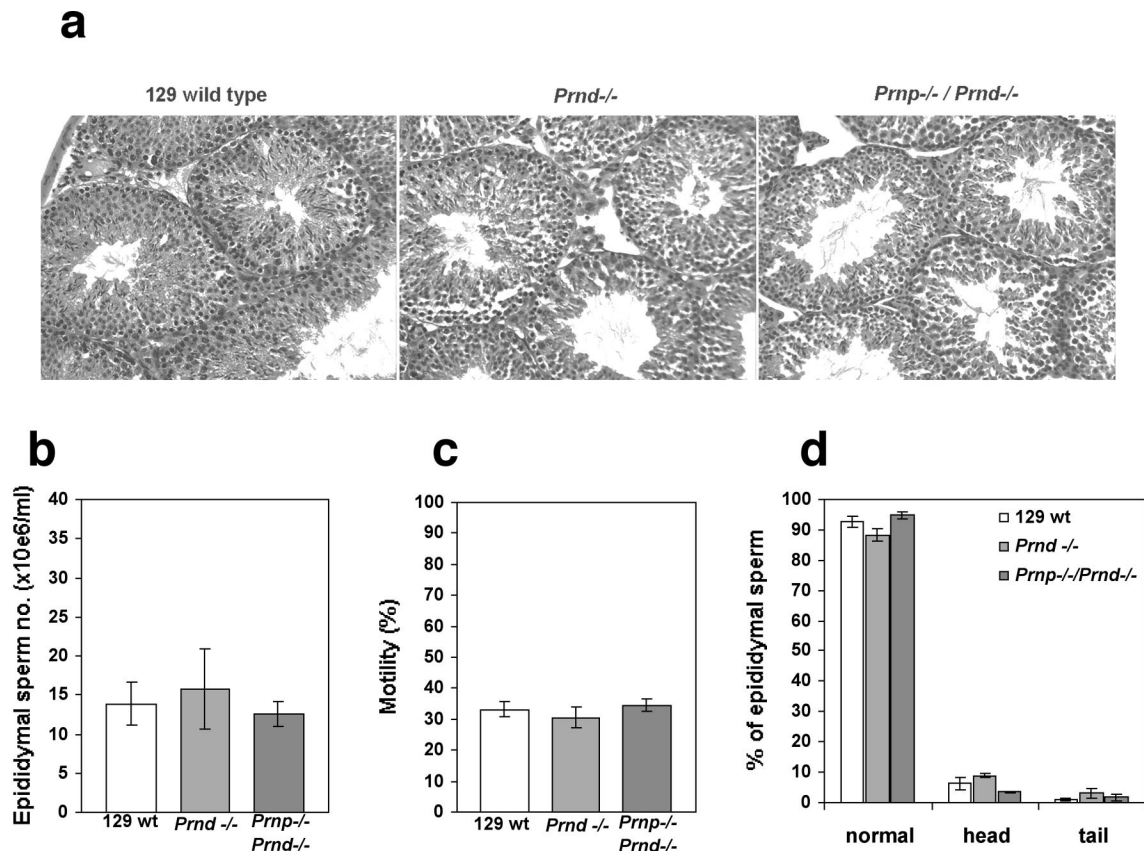 a
129 wild type
Prnd-/-
Prnp-/- / Prnd-/-
b
Epididymal sperm no. (x10e6/ml)
40
35
30
25
20
15
10
5
0
129 wt
Prnd -/-
Prnp-/-
Prnd-/-
c
Motility (%)
100
90
80
70
60
50
40
30
20
10
0
129 wt
Prnd -/-
Prnp-/-
Prnd-/-
d
% of epididymal sperm
100
90
80
70
60
50
40
30
20
10
0
129 wt
Prnd -/-
Prnp-/-/Prnd-/-
normal
head
tail